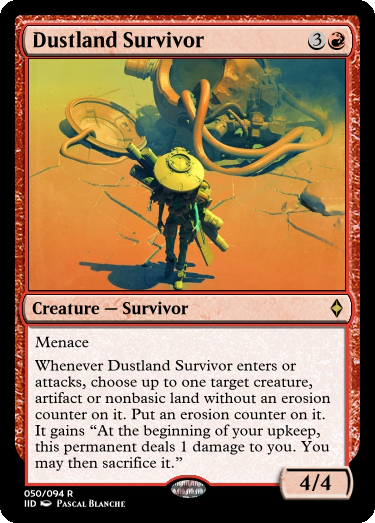 Dustland Survivor
3
Creature — Survivor
Menace
Whenever Dustland Survivor enters or
attacks, choose up to one target creature,
artifact or nonbasic land without an erosion
counter on it. Put an erosion counter on it.
It gains “At the beginning of your upkeep,
this permanent deals 1 damage to you. You
may then sacrifice it.”
4/4
050/094 R
IID Pascal Blanche